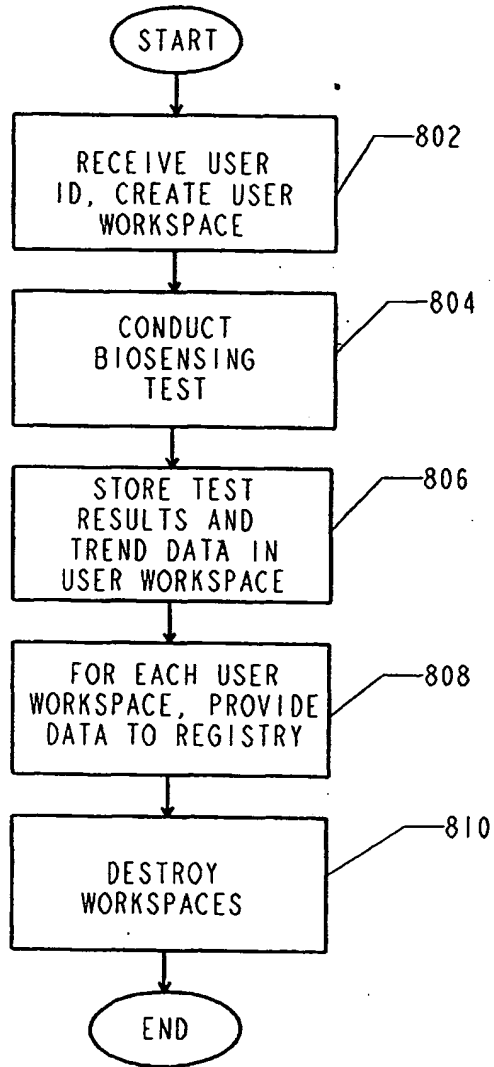 START
802
RECEIVE USER
ID, CREATE USER
WORKSPACE
804
CONDUCT
BIOSENSING
TEST
806
STORE TEST
RESULTS AND
TREND DATA IN
USER WORKSPACE
808
FOR EACH USER
WORKSPACE, PROVIDE
DATA TO REGISTRY
810
DESTROY
WORKSPACES
END